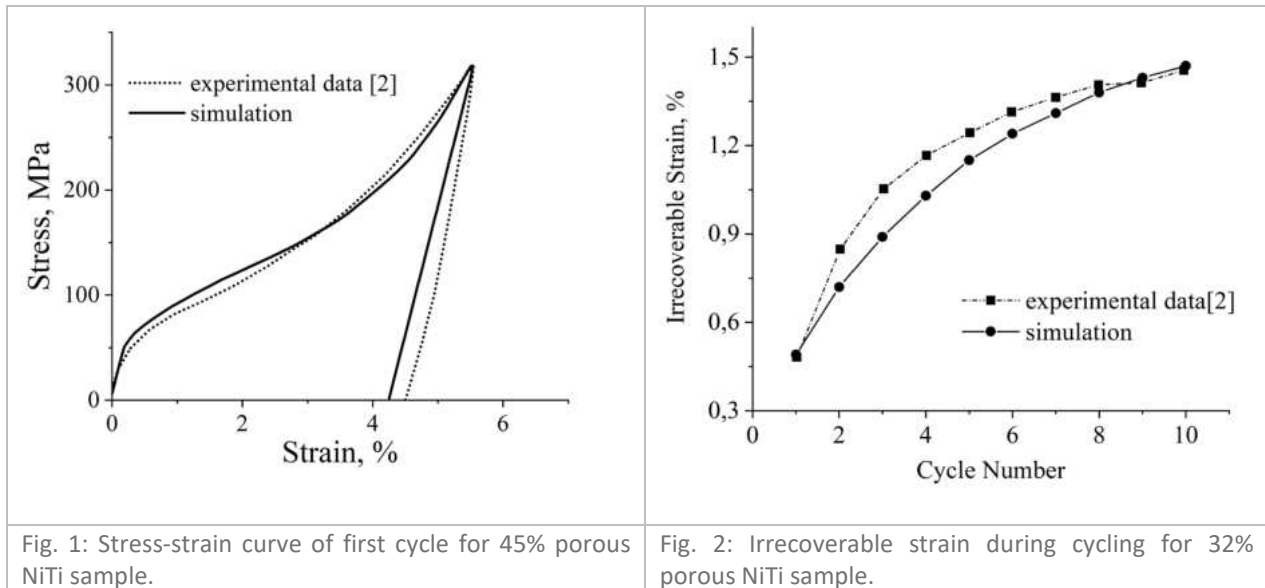 300
200
100
0
Stress, MPa
experimental data [2]
simulation
0
2
4
6
Strain, %
1,5
1,2
0,9
0,6
0,3
Irrecoverable Strain, %
experimental data[2]
simulation
0
2
4
6
8
10
Cycle Number
Fig. 1: Stress-strain curve of first cycle for 45% porous
NiTi sample.
Fig. 2: Irrecoverable strain during cycling for 32%
porous NiTi sample.